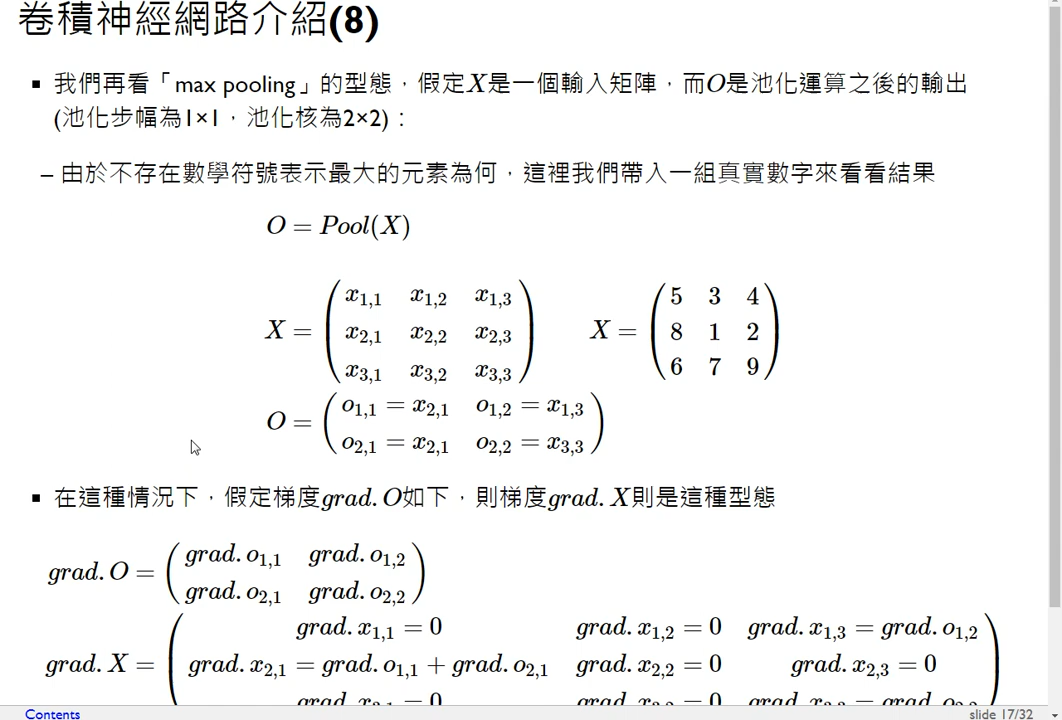 卷積神經網路介紹(8)
▪ 我們再看「max pooling」的型態，假定X是一個輸入矩陣，而O是池化運算之後的輸出
(池化步幅為1×1，池化核為2×2)：
– 由於不存在數學符號表示最大的元素為何，這裡我們帶入一組真實數字來看看結果
O = Pool(X)
X = ( x1,1 x1,2 x1,3
x2,1 x2,2 x2,3
x3,1 x3,2 x3,3 )
X = ( 5 3 4
8 1 2
6 7 9 )
O = ( o1,1 = x2,1 o1,2 = x1,3
o2,1 = x2,1 o2,2 = x3,3 )
▪ 在這種情況下，假定梯度grad. O如下，則梯度grad. X則是這種型態
grad. O = ( grad. o1,1 grad. o1,2
grad. o2,1 grad. o2,2 )
grad. X = ( grad. x1,1 = 0 grad. x1,2 = 0 grad. x1,3 = grad. o1,2
grad. x2,1 = grad. o1,1 + grad. o2,1 grad. x2,2 = 0 grad. x2,3 = 0
Contents
slide 17/32